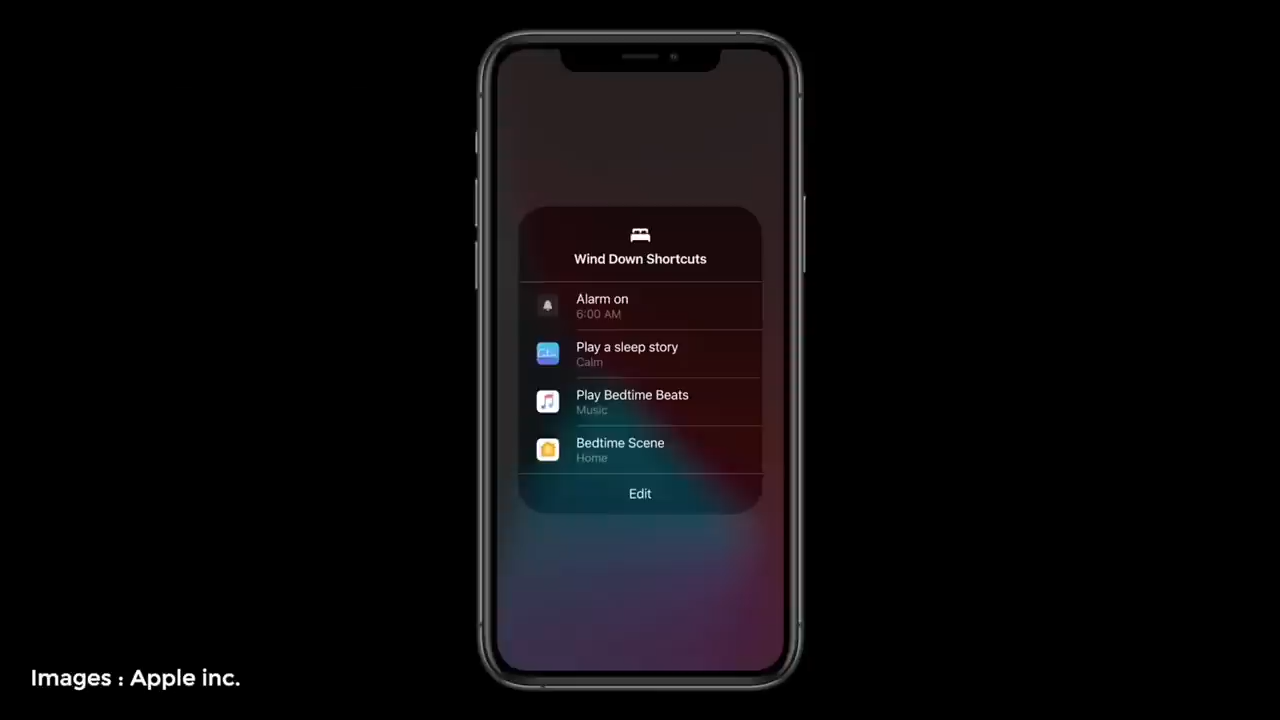 Wind Down Shortcuts
Alarm on
6:00 AM
Play a sleep story
Calm
Play Bedtime Beats
Music
Bedtime Scene
Home
Edit
Images : Apple inc.